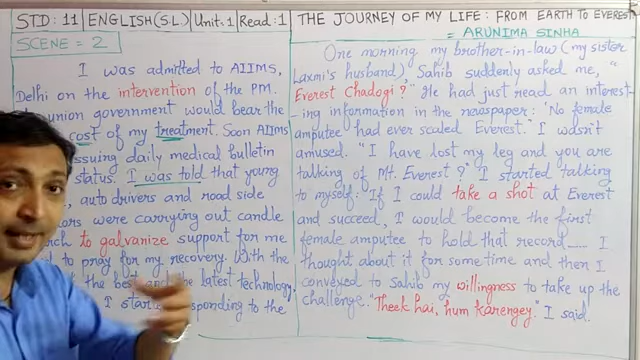 STD: 11 ENGLISH (S.L.) Unit: 1 Read: 1
THE JOURNEY OF MY LIFE: FROM EARTH TO EVEREST
= ARUNIMA SINHA
SCENE = 2
I was admitted to AIIMS,
Delhi on the intervention of the PM.
union government would bear the
cost of my treatment. Soon AIIMS
issuing daily medical bulletin
status. I was told that young
auto drivers and road side
were carrying out candle
to galvanize support for me
to pray for my recovery. With the
the best and the latest technology,
I star responding to the
One morning my brother-in-law (my sister
Laxmi's husband), Sahib suddenly asked me, "
Everest Chadogi?" He had just read an interest-
ing information in the newspaper: 'No female
amputee had ever scaled Everest.' I wasn't
amused. "I have lost my leg and you are
talking of Mt. Everest?" I started talking
to myself. "If I could take a shot at Everest
and succeed, I would become the first
female amputee to hold that record..... I
thought about it for some time and then I
conveyed to Sahib my willingness to take up the
challenge. "Theek hai, hum karengey." I said.